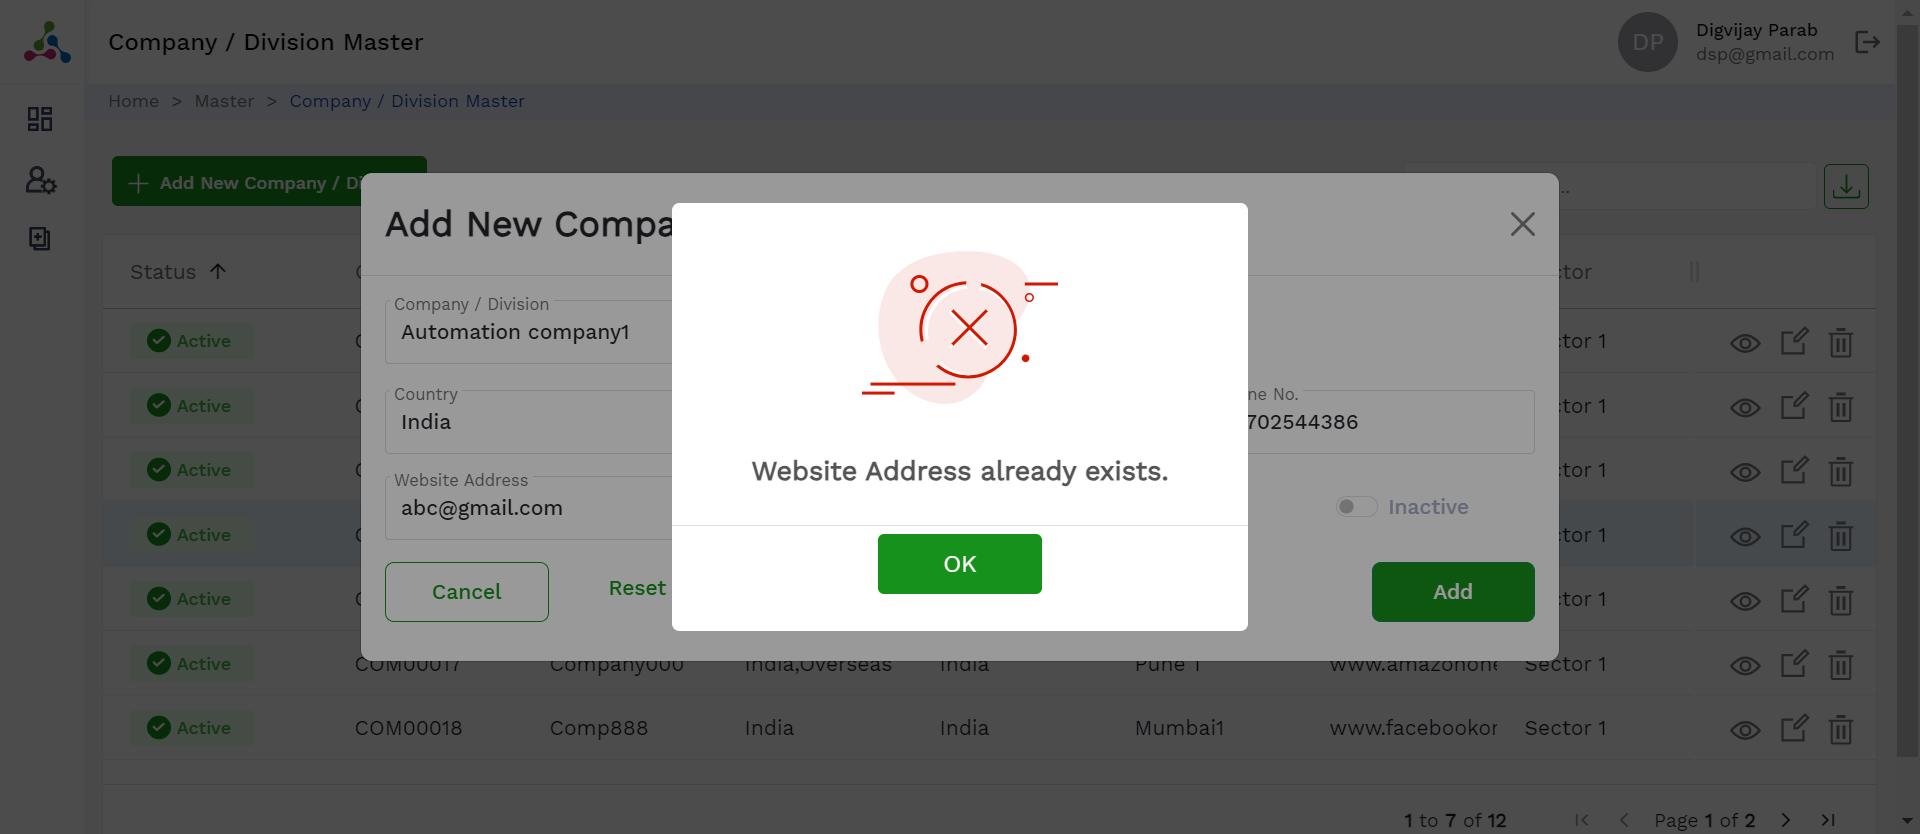 Company / Division Master
DP
Digvijay Parab
dsp@gmail.com
Home > Master > Company / Division Master
Add New Company / Di
..
Add New Compa
Status
tor
Company / Division
Automation company1
Active
tor 1
Country
India
ne No.
702544386
Active
tor 1
Website Address already exists.
Active
tor 1
Website Address
abc@gmail.com
Inactive
Active
tor 1
OK
Cancel
Reset
Add
Active
tor 1
Active COM00017 Company000 India,Overseas India Pune 1 www.amazonone Sector 1
Active COM00018 Comp888 India India Mumbai1 www.facebookor Sector 1
1 to 7 of 12 Page 1 of 2